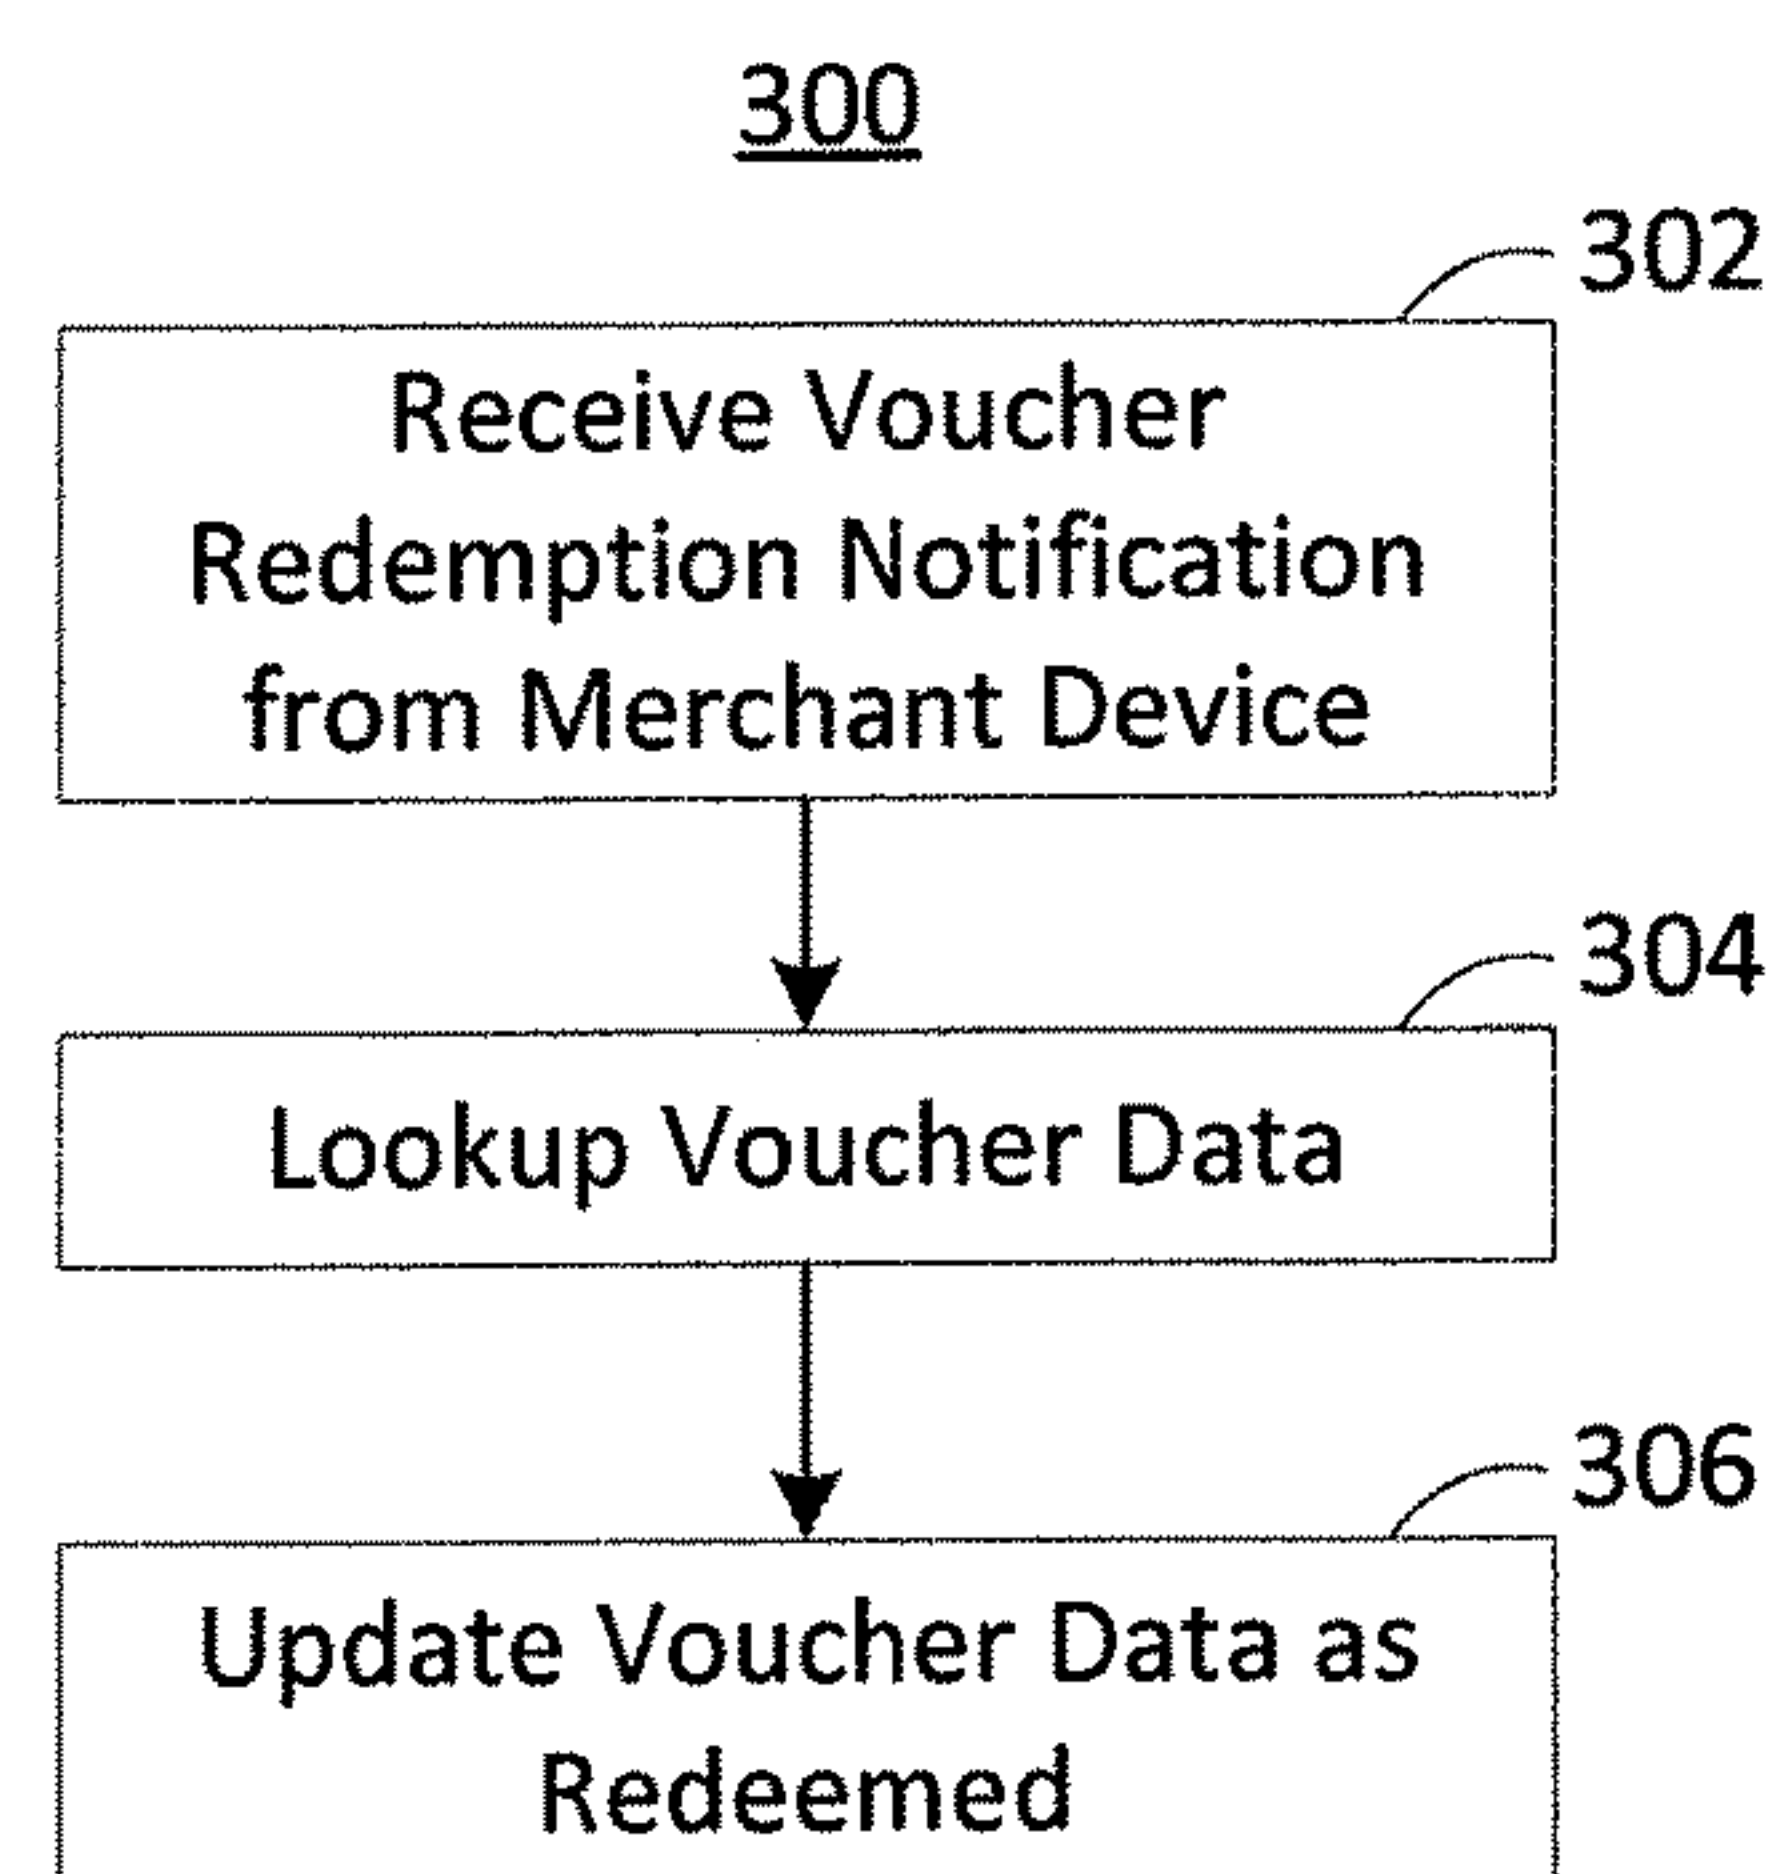 300
302
Receive Voucher
Redemption Notification
from Merchant Device
304
Lookup Voucher Data
306
Update Voucher Data as
Redeemed